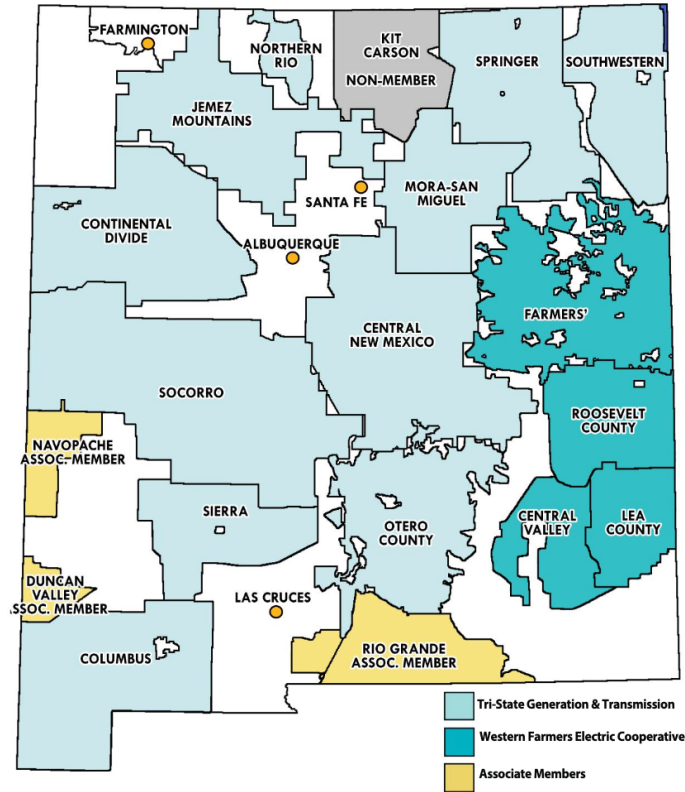 FARMINGTON
NORTHERN
RIO
KIT
CARSON
NON-MEMBER
SPRINGER
SOUTHWESTERN
JEMEZ
MOUNTAINS
SANTA FE
MORA-SAN
MIGUEL
CONTINENTAL
DIVIDE
ALBUQUERQUE
CENTRAL
NEW MEXICO
FARMERS'
SOCORRO
ROOSEVELT
COUNTY
NAVOPACHE
ASSOC. MEMBER
SIERRA
OTERO
COUNTY
CENTRAL
VALLEY
LEA
COUNTY
DUNCAN
VALLEY
ASSOC. MEMBER
LAS CRUCES
COLUMBUS
RIO GRANDE
ASSOC. MEMBER
Tri-State Generation & Transmission
Western Farmers Electric Cooperative
Associate Members